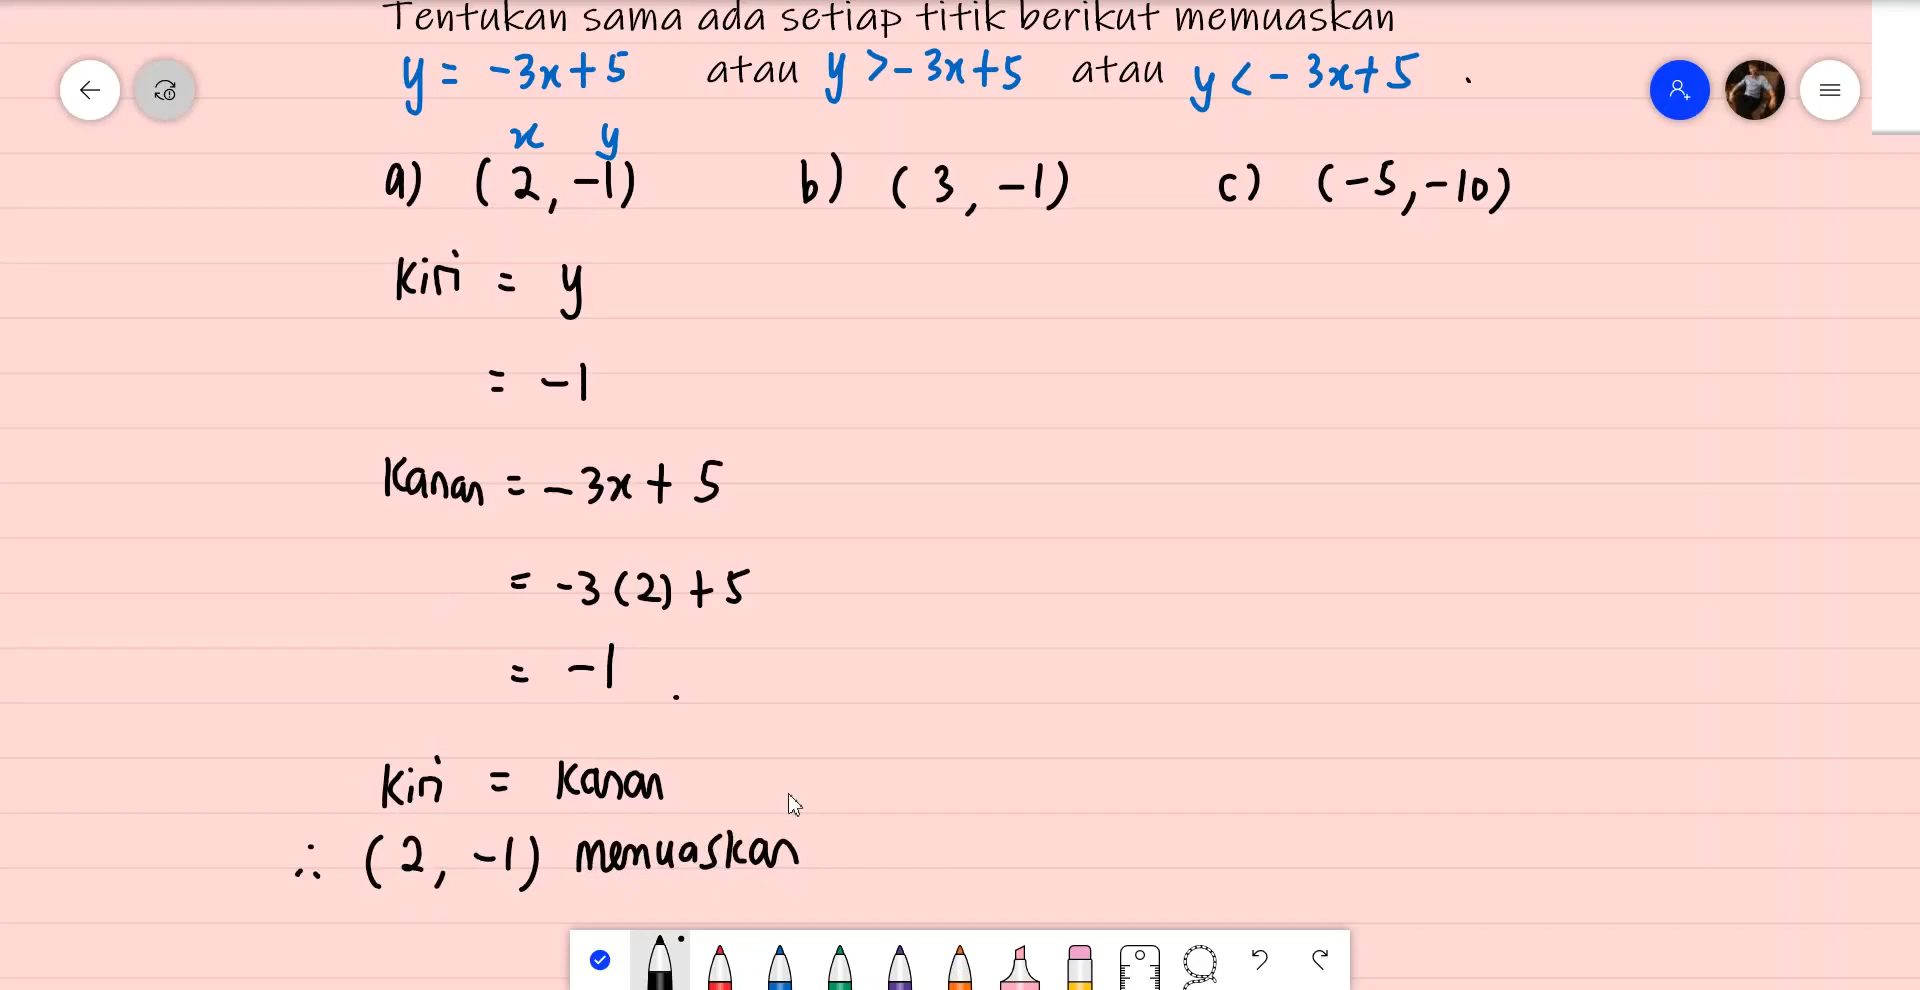 Tentukan sama ada setiap titik berikut memuaskan
y = -3x+5 atau y >-3x+5 atau y < -3x+5 .
x y
a) (2, -1) b) (3, -1) c) (-5, -10)
kiri = y
= -1
Kanan = -3x + 5
= -3(2)+5
= -1 .
kiri = kanan
∴ (2, -1) memuaskan